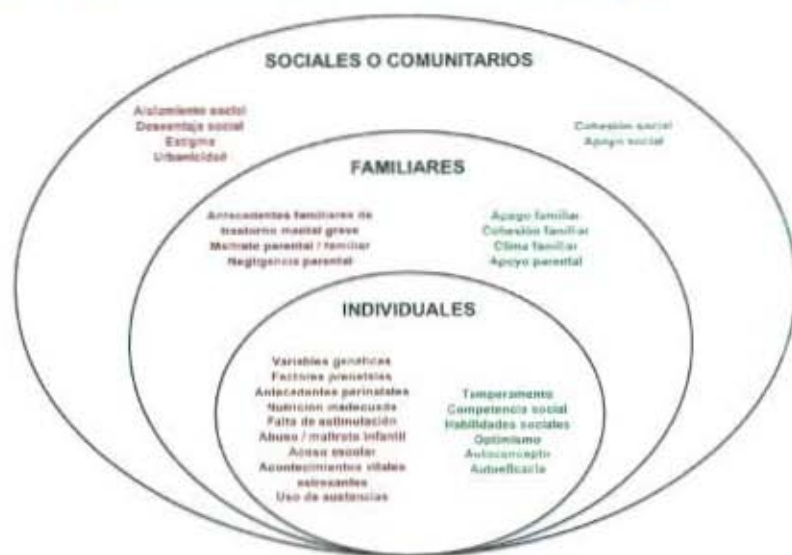 SOCIALES O COMUNITARIOS
Aislamiento social
Desventaja social
Estigma
Urbanicidad
Cohesión social
Apoyo social
FAMILIARES
Antecedentes familiares de
trastorno mental grave
Maltrato parental / familiar
Negligencia parental
Apego familiar
Cohesión familiar
Clima familiar
Apoyo parental
INDIVIDUALES
Variables genéticas
Factores prenatales
Antecedentes perinatales
Nutrición inadecuada
Falta de estimulación
Abuso / maltrato infantil
Acoso escolar
Acontecimientos vitales
estresantes
Uso de sustancias
Temperamento
Competencia social
Habilidades sociales
Optimismo
Autoconcepto
Autoeficacia